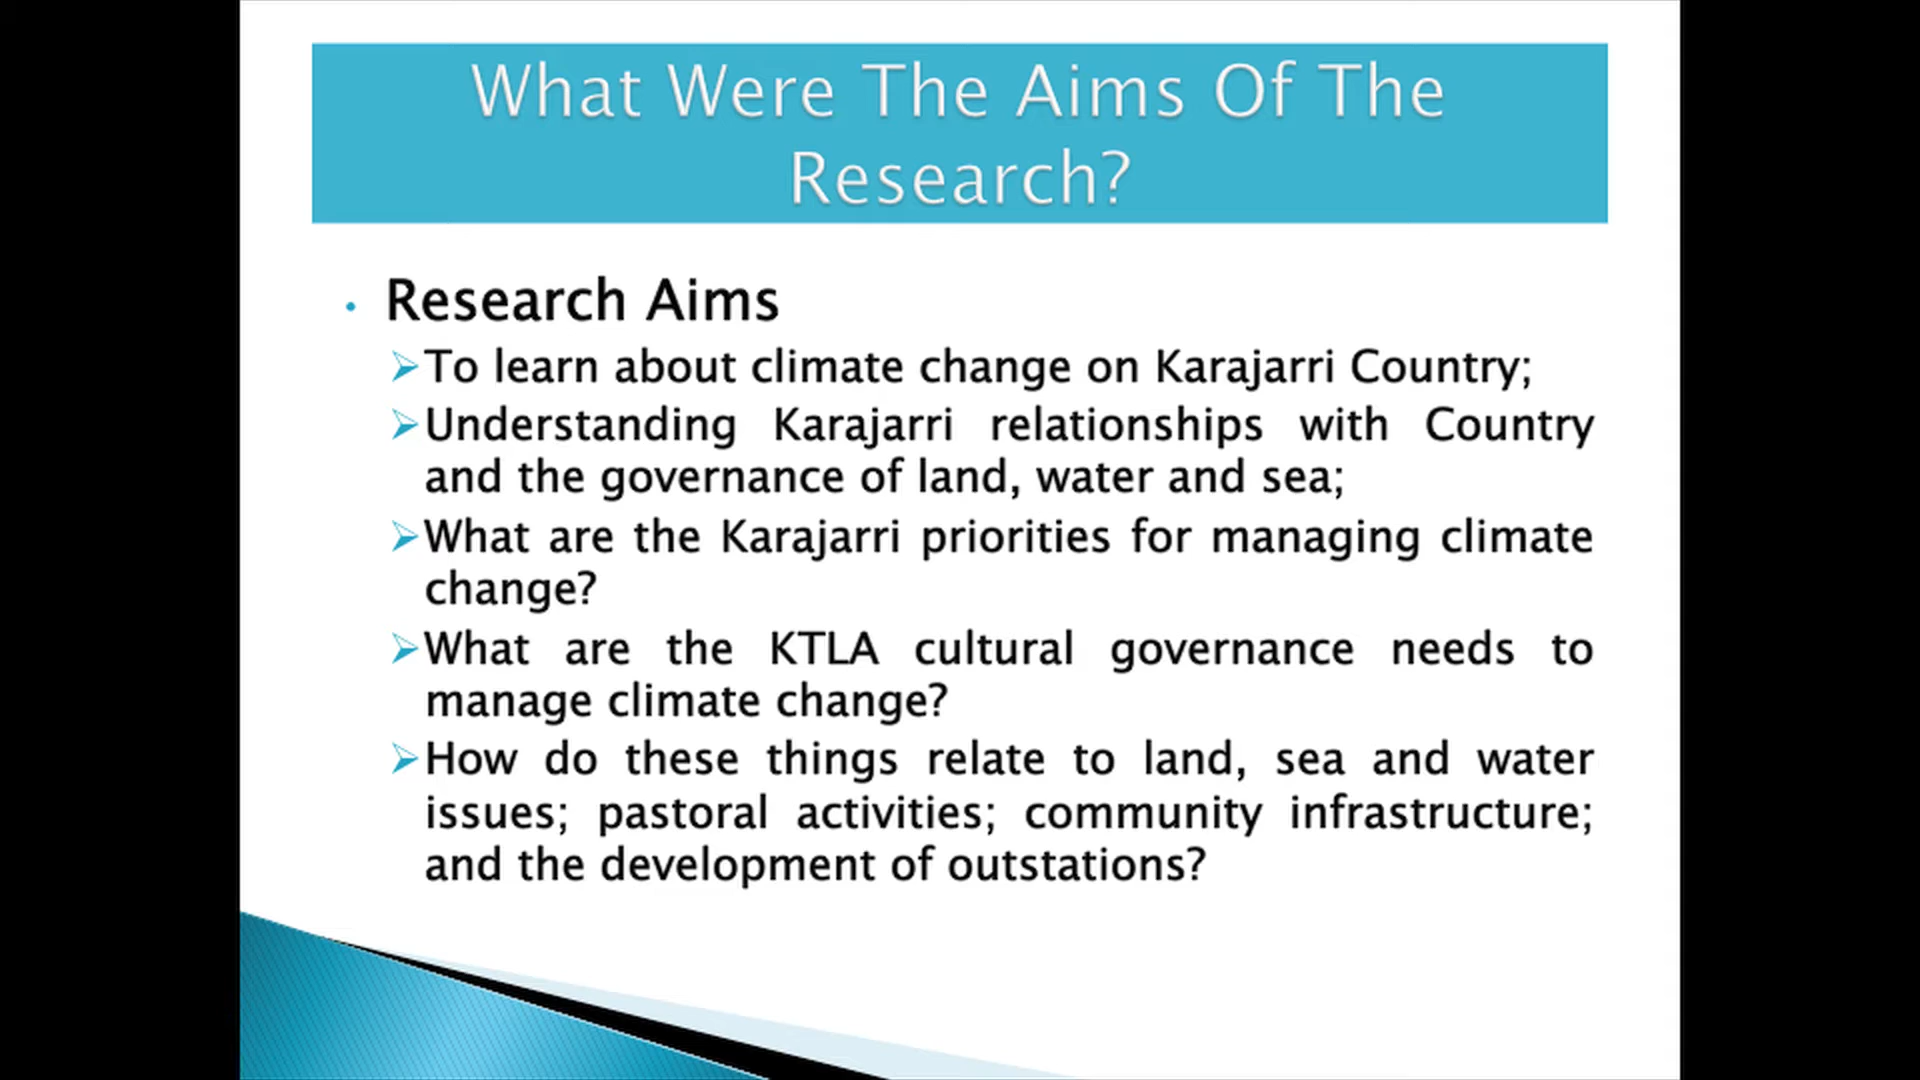 What Were The Aims Of The
Research?
• Research Aims
➢To learn about climate change on Karajarri Country;
➢Understanding Karajarri relationships with Country
and the governance of land, water and sea;
➢What are the Karajarri priorities for managing climate
change?
➢What are the KTLA cultural governance needs to
manage climate change?
➢How do these things relate to land, sea and water
issues; pastoral activities; community infrastructure;
and the development of outstations?